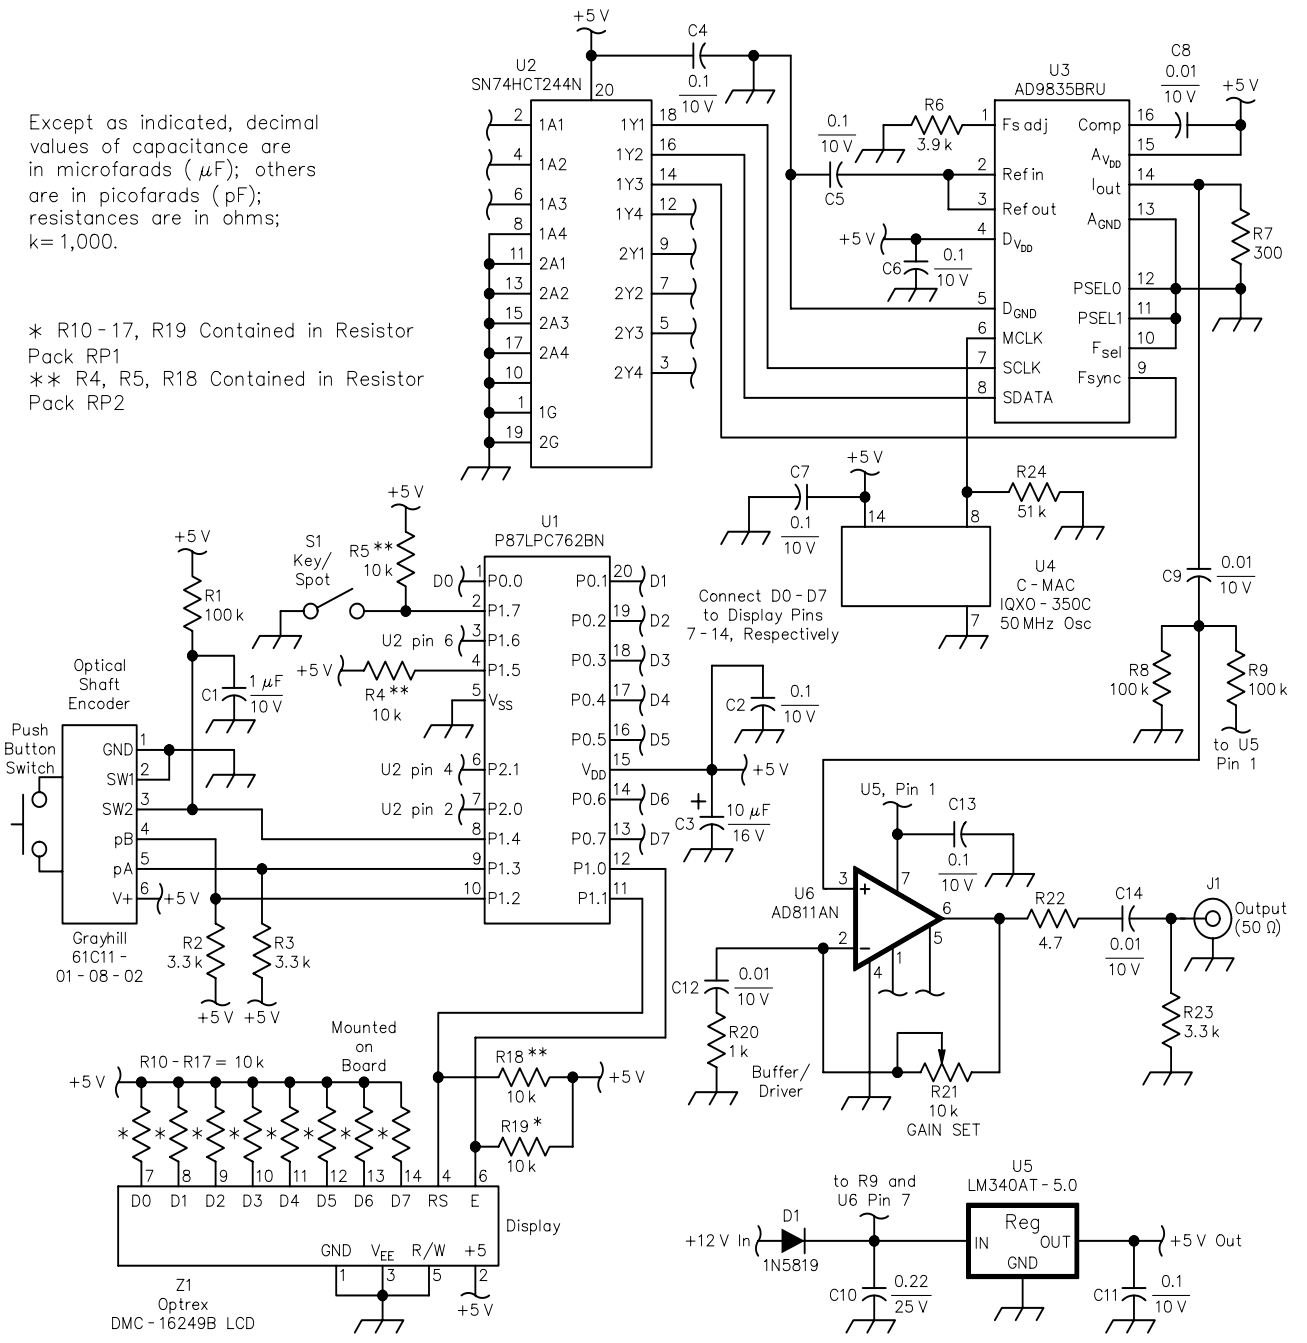 Except as indicated, decimal
values of capacitance are
in microfarads ( µF); others
are in picofarads (pF);
resistances are in ohms;
k= 1,000.
* R10-17, R19 Contained in Resistor
Pack RP1
** R4, R5, R18 Contained in Resistor
Pack RP2
+5 V
C4
0.1
10 V
U2
SN74HCT244N
20
2 1A1
4 1A2
6 1A3
8 1A4
11 2A1
13 2A2
15 2A3
17 2A4
10
1 1G
19 2G
1Y1 18
1Y2 16
1Y3 14
1Y4 12
2Y1 9
2Y2 7
2Y3 5
2Y4 3
U3
AD9835BRU
1 Fs adj
2 Refin
3 Refout
4 DVDD
5 DGND
6 MCLK
7 SCLK
8 SDATA
Comp 16
AVDD 15
Iout 14
AGND 13
PSEL0 12
PSEL1 11
Fsel 10
Fsync 9
R6
3.9k
0.1
10 V
C5
+5 V
C6
0.1
10 V
C8
0.01
10 V
+5 V
R7
300
+5 V
C7
0.1
10 V
14
8
7
R24
51 k
U4
C-MAC
IQXO-350C
50 MHz Osc
C9
0.01
10 V
R8
100 k
R9
100 k
to U5
Pin 1
U1
P87LPC762BN
D0 1 P0.0
2 P1.7
U2 pin 6 3 P1.6
4 P1.5
5 VSS
U2 pin 4 6 P2.1
U2 pin 2 7 P2.0
8 P1.4
9 P1.3
10 P1.2
P0.1 20 D1
P0.2 19 D2
P0.3 18 D3
P0.4 17 D4
P0.5 16 D5
VDD 15
P0.6 14 D6
P0.7 13 D7
P1.0 12
P1.1 11
+5 V
R5 **
10 k
S1
Key/
Spot
+5 V
R4 **
10 k
+5 V
R1
100 k
C1
1 µF
10 V
Connect D0-D7
to Display Pins
7-14, Respectively
C2
0.1
10 V
+5 V
+
C3
10 µF
16 V
Optical
Shaft
Encoder
Push
Button
Switch
GND 1
SW1 2
SW2 3
pB 4
pA 5
V+ 6
+5 V
Grayhill
61C11-
01-08-02
R2
3.3 k
+5 V
R3
3.3 k
+5 V
U5, Pin 1
C13
0.1
10 V
U6
AD811AN
3 +
2 −
7
6
5
1
4
R22
4.7
C14
0.01
10 V
J1
Output
(50 Ω)
R23
3.3 k
C12
0.01
10 V
R20
1k
Buffer/
Driver
R21
10 k
GAIN SET
Mounted
on
Board
R10-R17= 10 k
+5 V
* * * * * * * *
R18 **
10 k
+5 V
R19 *
10 k
7 8 9 10 11 12 13 14 4 6
D0 D1 D2 D3 D4 D5 D6 D7 RS E
Display
GND VEE R/W +5
1 3 5 2
+5 V
Z1
Optrex
DMC-16249B LCD
to R9 and
U6 Pin 7
+12 V In
D1
1N5819
C10
0.22
25 V
U5
LM340AT-5.0
Reg
IN OUT
GND
+5 V Out
C11
0.1
10 V